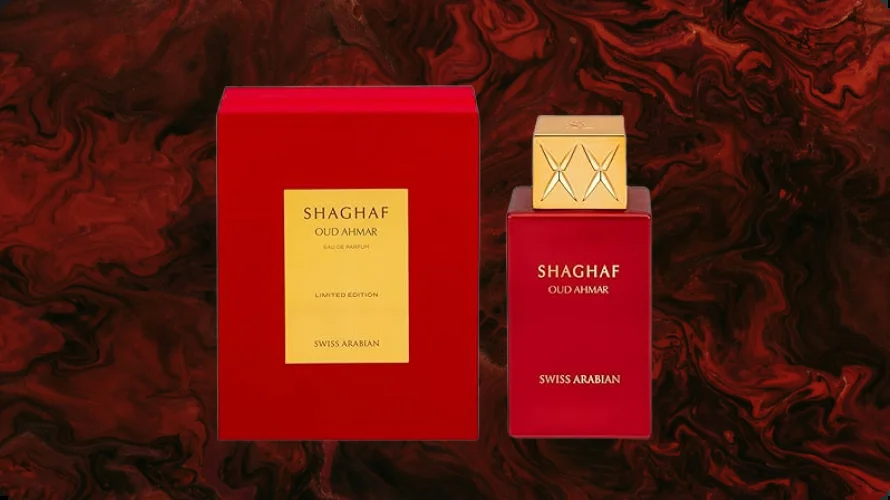 SHAGHAF
OUD AHMAR
EAU DE PARFUM
LIMITED EDITION
SWISS ARABIAN
SHAGHAF
OUD AHMAR
SWISS ARABIAN